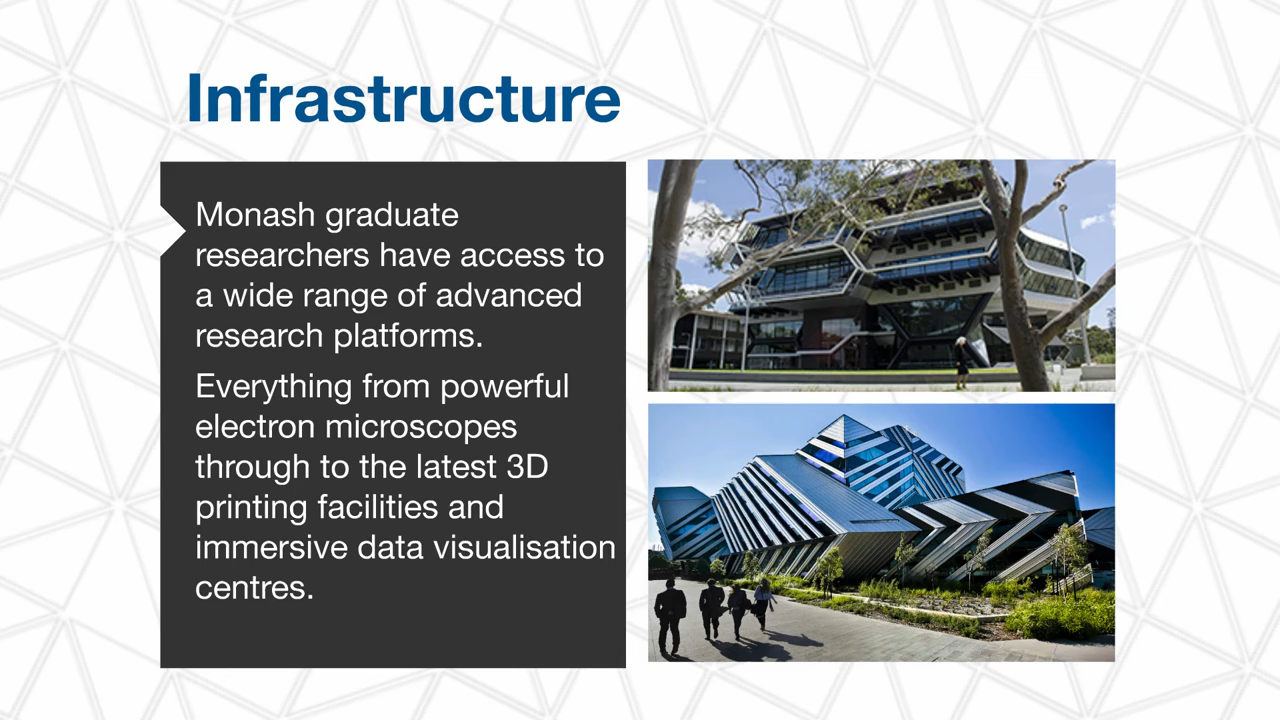 Infrastructure
Monash graduate
researchers have access to
a wide range of advanced
research platforms.
Everything from powerful
electron microscopes
through to the latest 3D
printing facilities and
immersive data visualisation
centres.